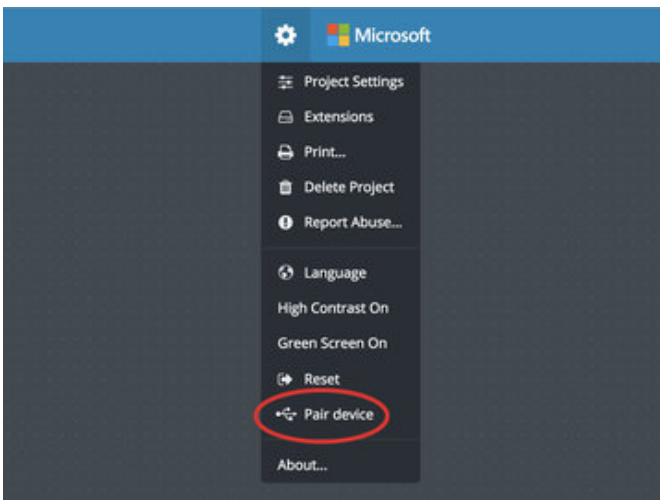 Microsoft
Project Settings
Extensions
Print...
Delete Project
Report Abuse...
Language
High Contrast On
Green Screen On
Reset
Pair device
About...